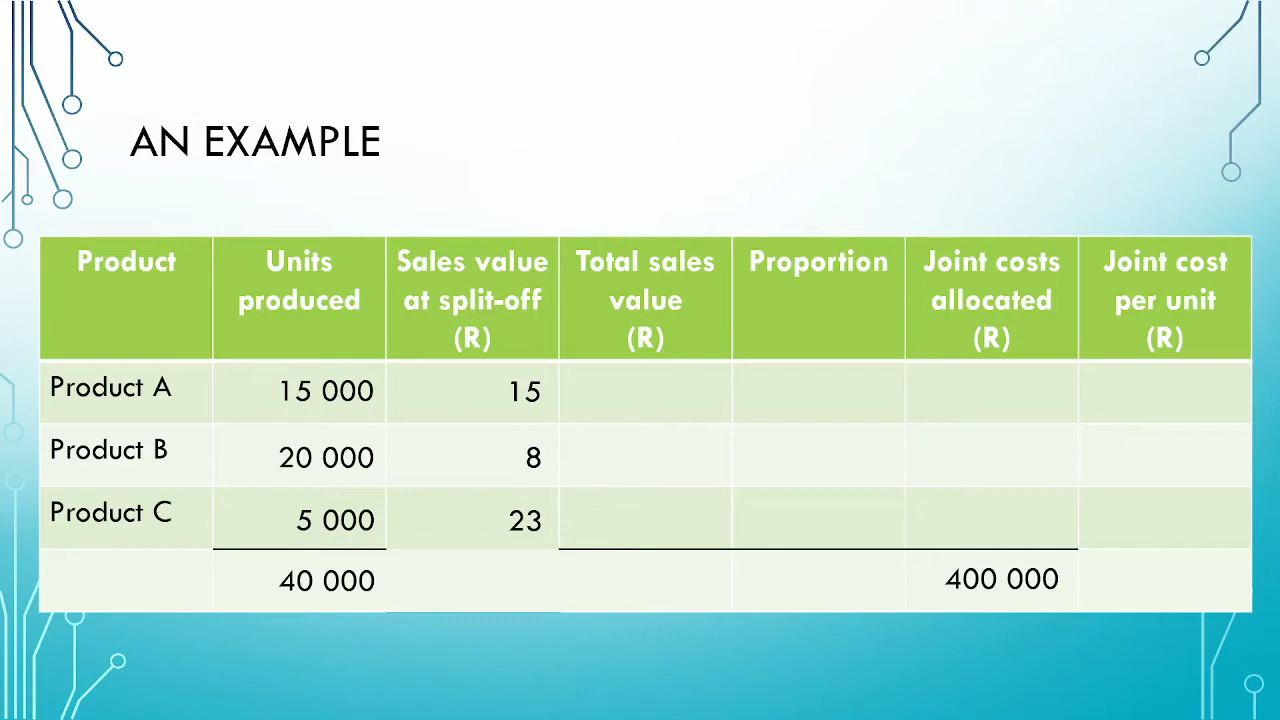 AN EXAMPLE
Product Units produced Sales value at split-off (R) Total sales value (R) Proportion Joint costs allocated (R) Joint cost per unit (R)
Product A 15 000 15
Product B 20 000 8
Product C 5 000 23
40 000 400 000